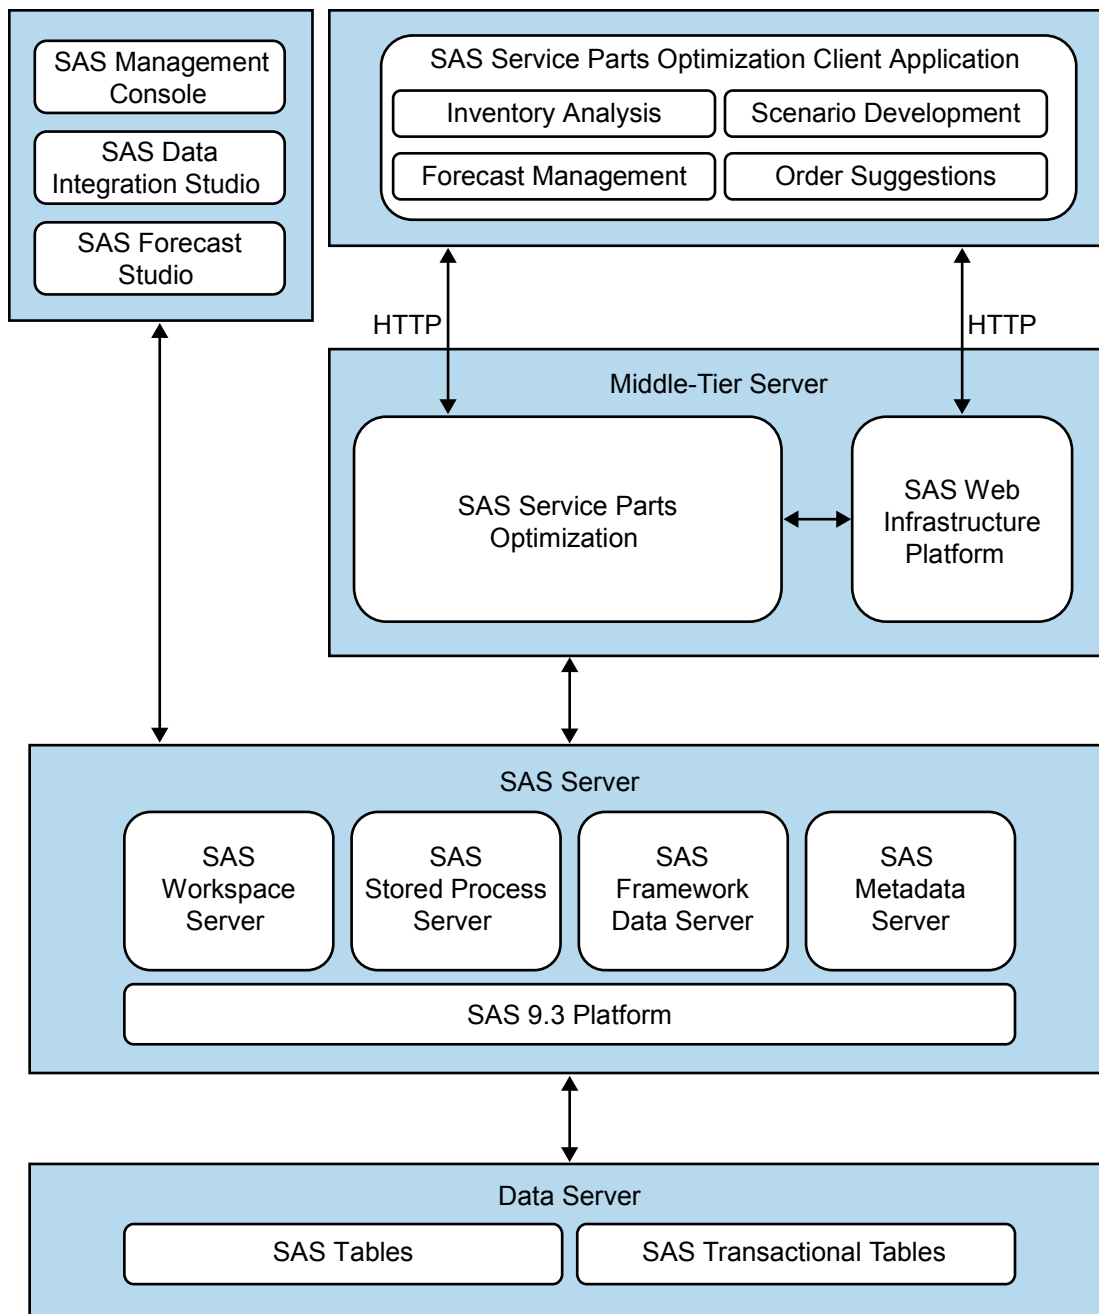 SAS Management
Console
SAS Data
Integration Studio
SAS Forecast
Studio
SAS Service Parts Optimization Client Application
Inventory Analysis
Scenario Development
Forecast Management
Order Suggestions
HTTP
HTTP
Middle-Tier Server
SAS Service Parts
Optimization
SAS Web
Infrastructure
Platform
SAS Server
SAS
Workspace
Server
SAS
Stored Process
Server
SAS
Framework
Data Server
SAS
Metadata
Server
SAS 9.3 Platform
Data Server
SAS Tables
SAS Transactional Tables